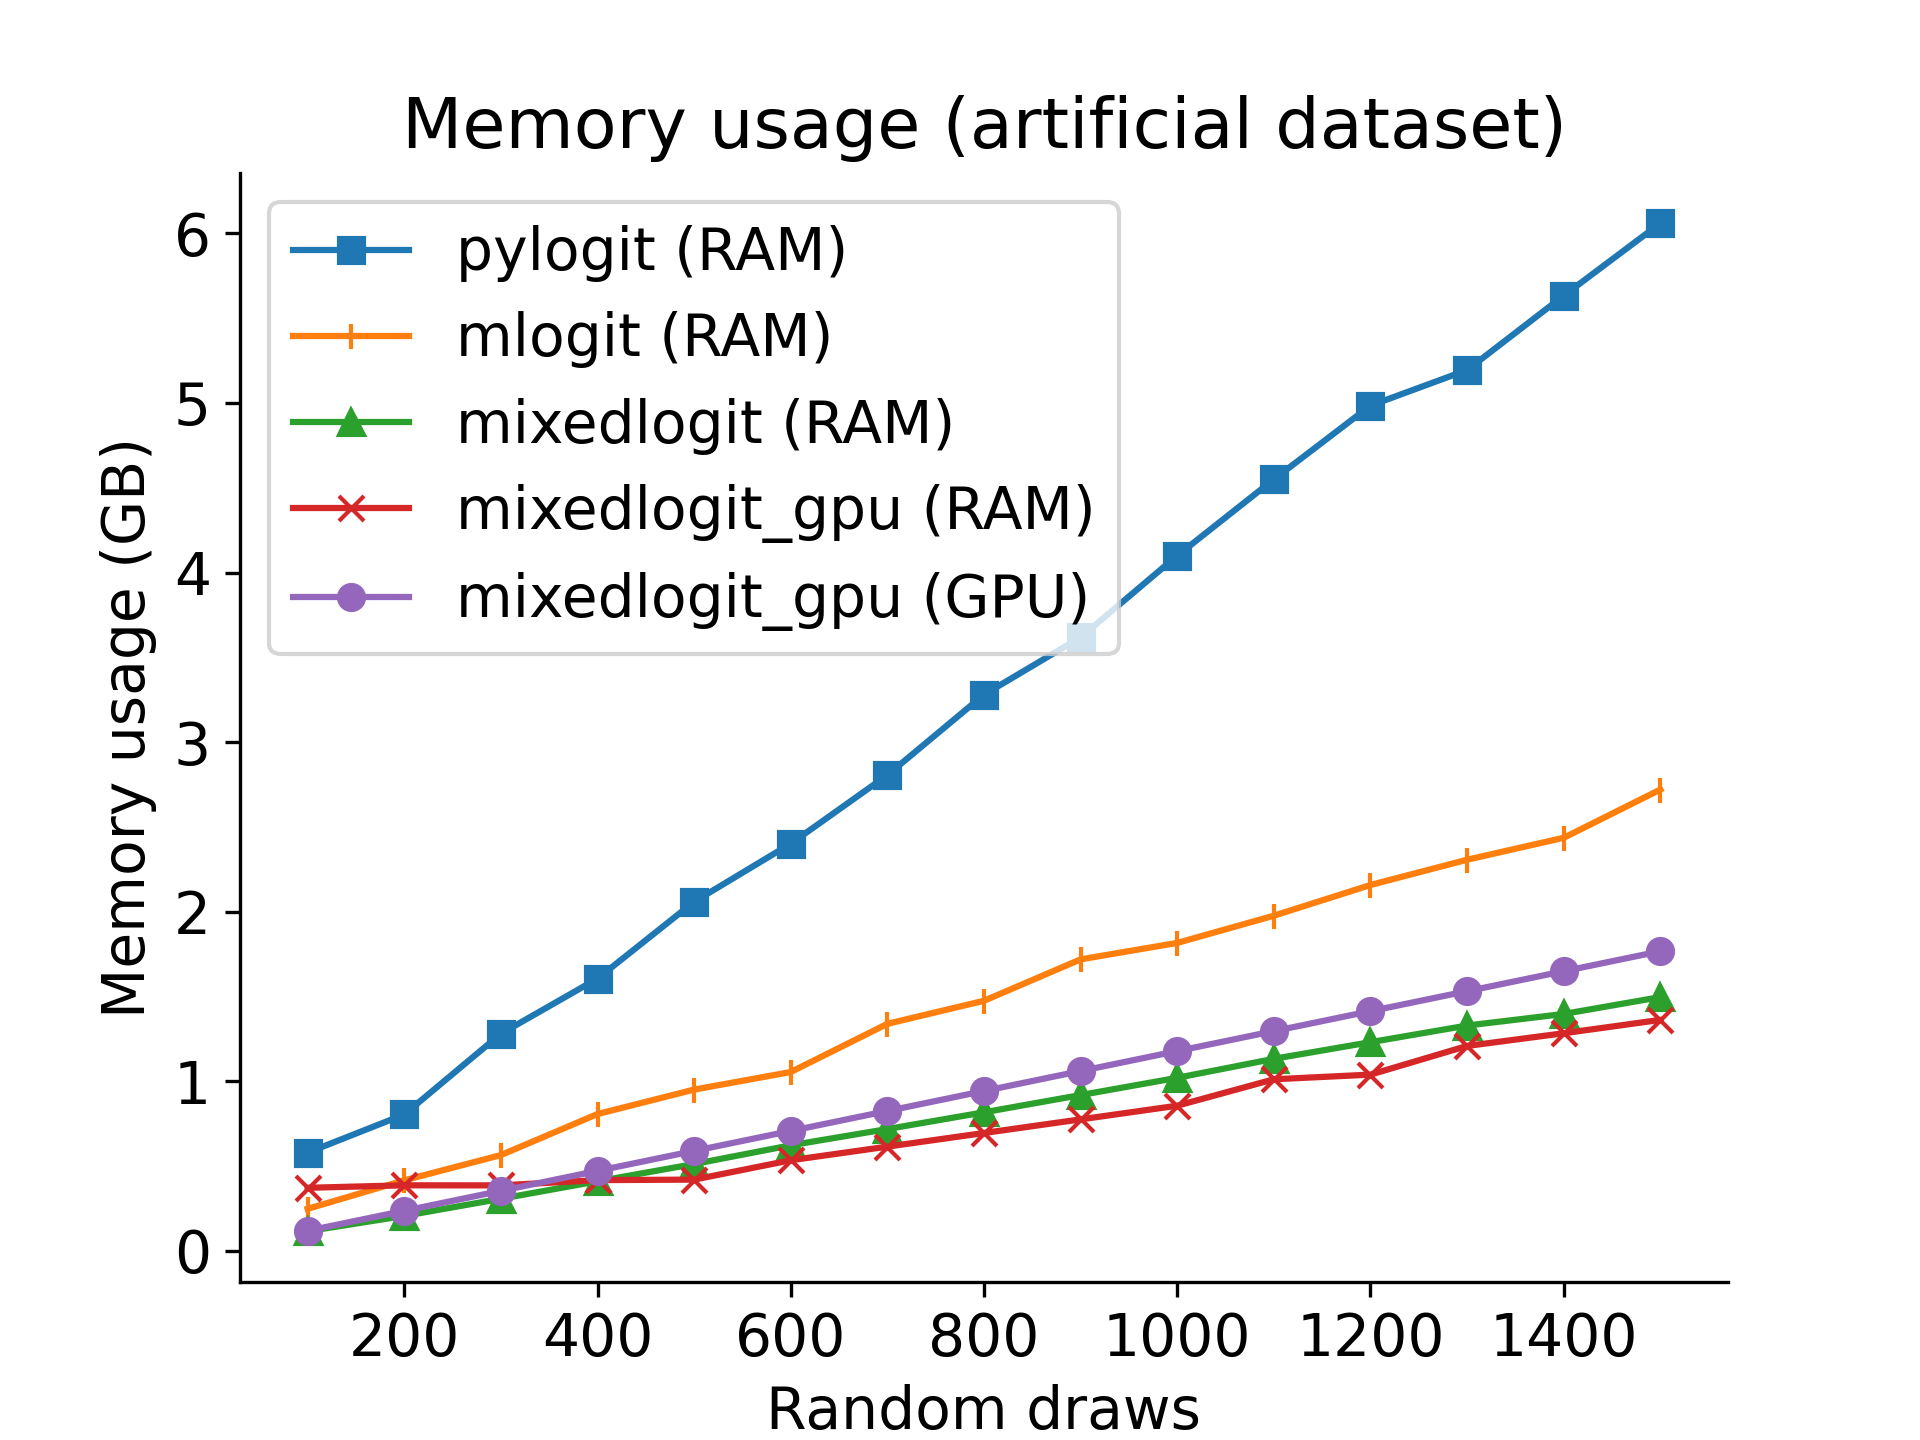 Memory usage (artificial dataset)
pylogit (RAM)
mlogit (RAM)
mixedlogit (RAM)
mixedlogit_gpu (RAM)
mixedlogit_gpu (GPU)
Memory usage (GB)
6
5
4
3
2
1
0
200 400 600 800 1000 1200 1400
Random draws